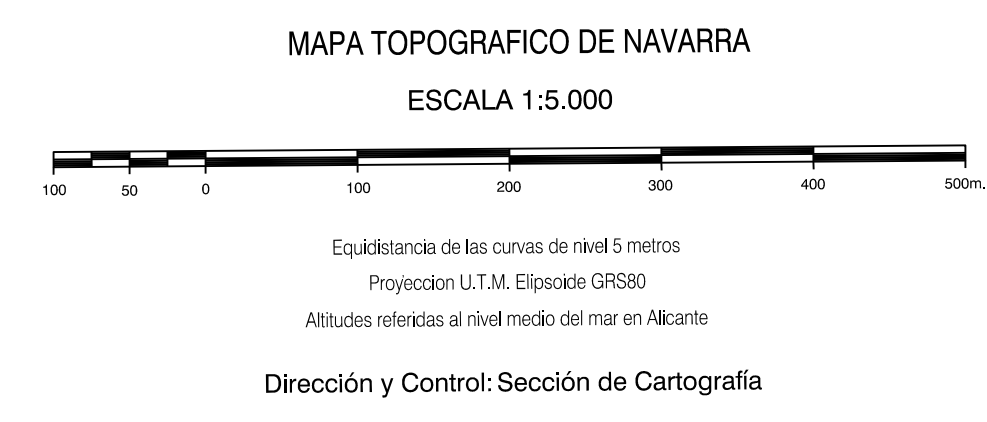 MAPA TOPOGRAFICO DE NAVARRA
ESCALA 1:5.000
100 50 0 100 200 300 400 500m.
Equidistancia de las curvas de nivel 5 metros
Proyeccion U.T.M. Elipsoide GRS80
Altitudes referidas al nivel medio del mar en Alicante
Dirección y Control: Sección de Cartografía